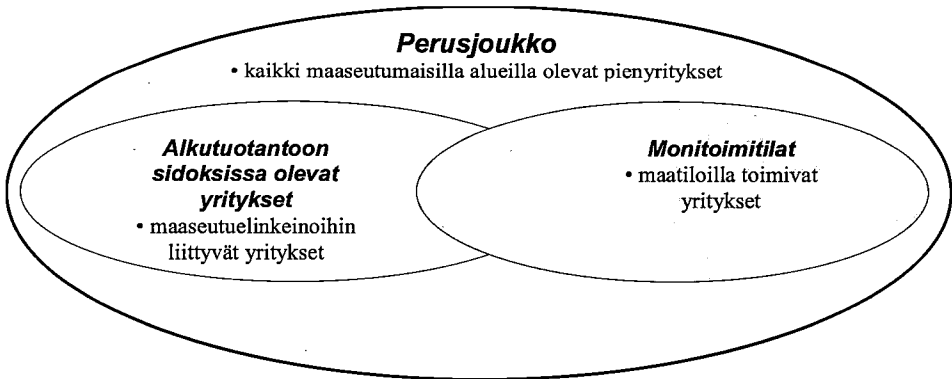 Perusjoukko
• kaikki maaseutumaisilla alueilla olevat pienyritykset
Alkutuotantoon
sidoksissa olevat
yritykset
• maaseutuelinkeinoihin
liittyvät yritykset
Monitoimitilat
• maatiloilla toimivat
yritykset